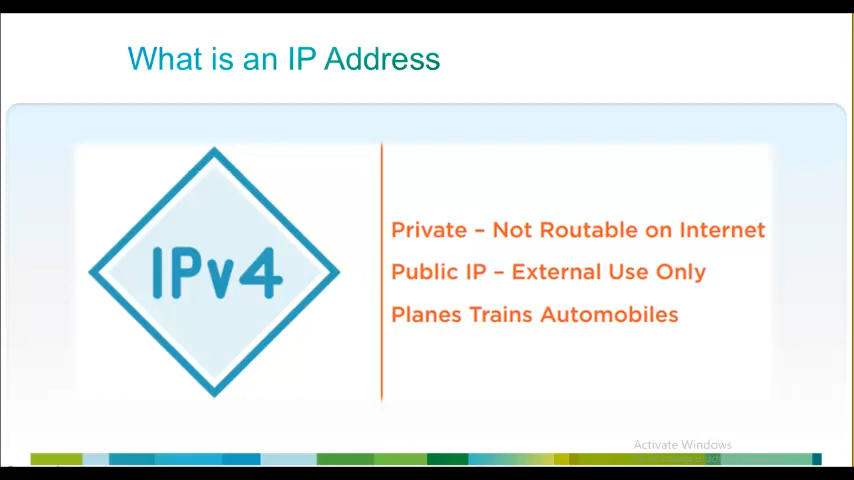 What is an IP Address
IPv4
Private – Not Routable on Internet
Public IP – External Use Only
Planes Trains Automobiles
Activate Windows